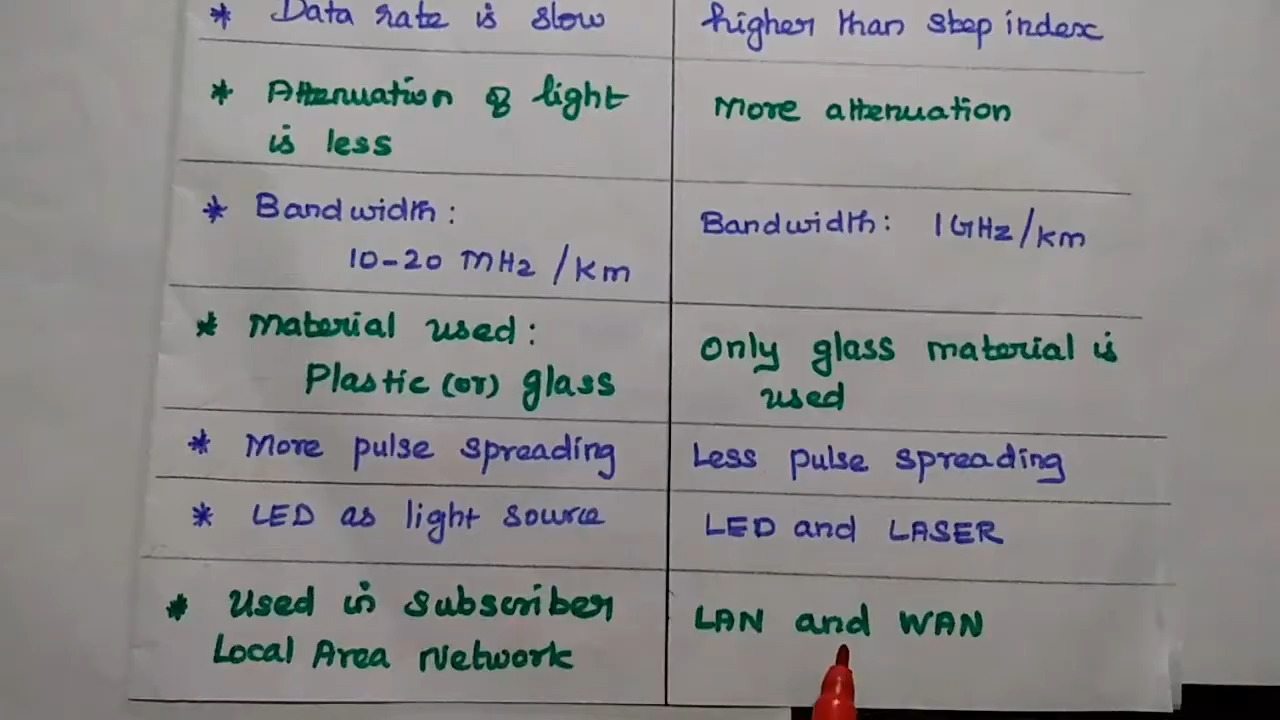 * Data rate is slow
higher than step index
* Attenuation of light
is less
More attenuation
* Bandwidth:
10-20 MHz /Km
Bandwidth: 1GHz/Km
* Material used:
Plastic (or) glass
Only glass material is
used
* More pulse spreading
Less pulse spreading
* LED as light source
LED and LASER
* Used in Subscriber
Local Area Network
LAN and WAN